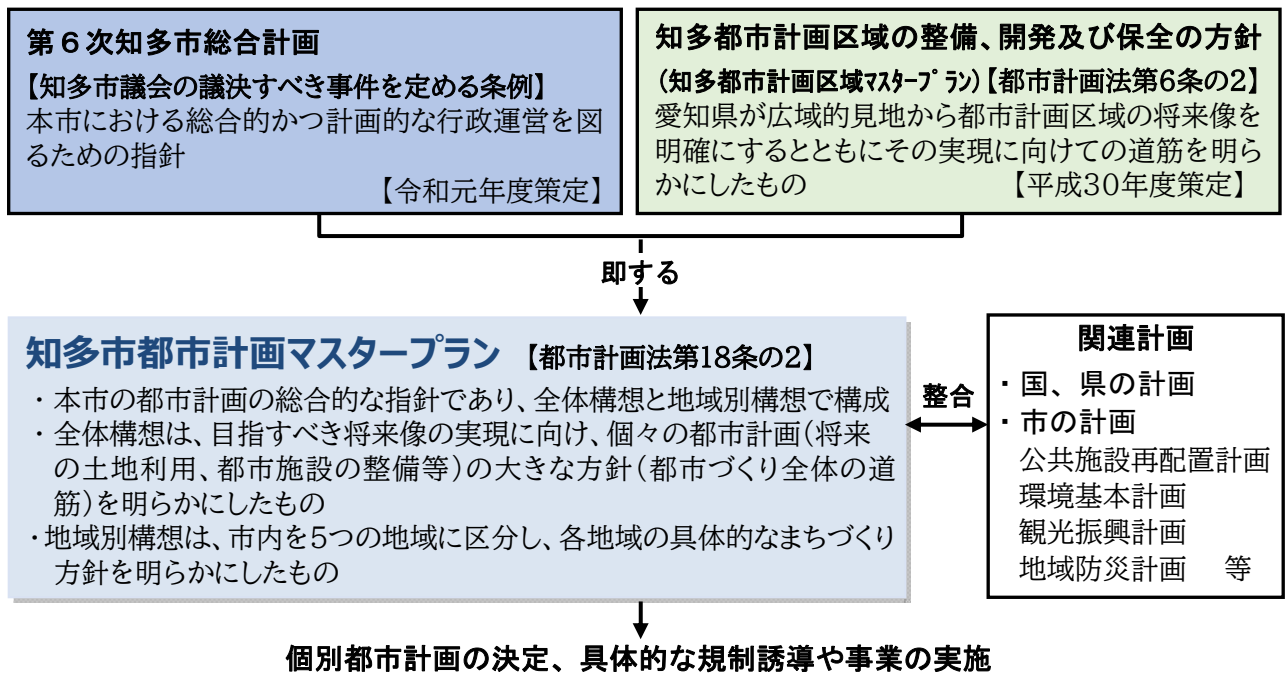 第６次知多市総合計画
【知多市議会の議決すべき事件を定める条例】
本市における総合的かつ計画的な行政運営を図
るための指針
【令和元年度策定】
知多都市計画区域の整備、開発及び保全の方針
(知多都市計画区域ﾏｽﾀｰﾌﾟﾗﾝ)【都市計画法第6条の2】
愛知県が広域的見地から都市計画区域の将来像を
明確にするとともにその実現に向けての道筋を明ら
かにしたもの　【平成30年度策定】
即する
知多市都市計画マスタープラン 【都市計画法第18条の2】
・本市の都市計画の総合的な指針であり、全体構想と地域別構想で構成
・全体構想は、目指すべき将来像の実現に向け、個々の都市計画（将来
の土地利用、都市施設の整備等）の大きな方針（都市づくり全体の道
筋）を明らかにしたもの
・地域別構想は、市内を5つの地域に区分し、各地域の具体的なまちづくり
方針を明らかにしたもの
整合
関連計画
・国、県の計画
・市の計画
公共施設再配置計画
環境基本計画
観光振興計画
地域防災計画　等
個別都市計画の決定、具体的な規制誘導や事業の実施